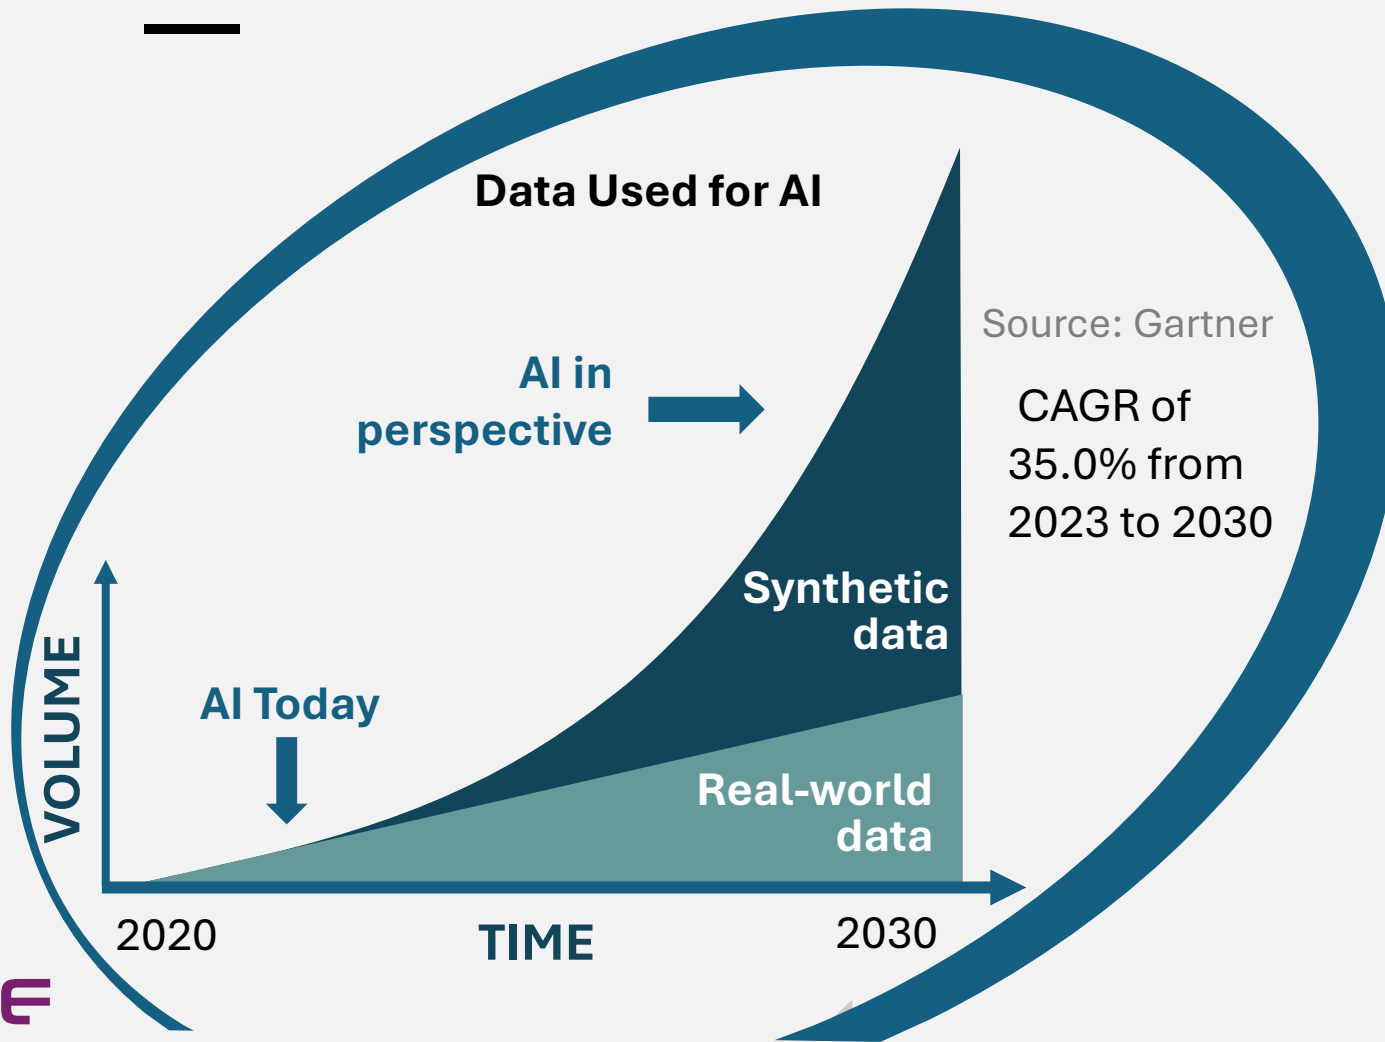 Data Used for AI
Source: Gartner
AI in
perspective
CAGR of
35.0% from
2023 to 2030
Synthetic
data
AI Today
VOLUME
Real-world
data
2020
TIME
2030